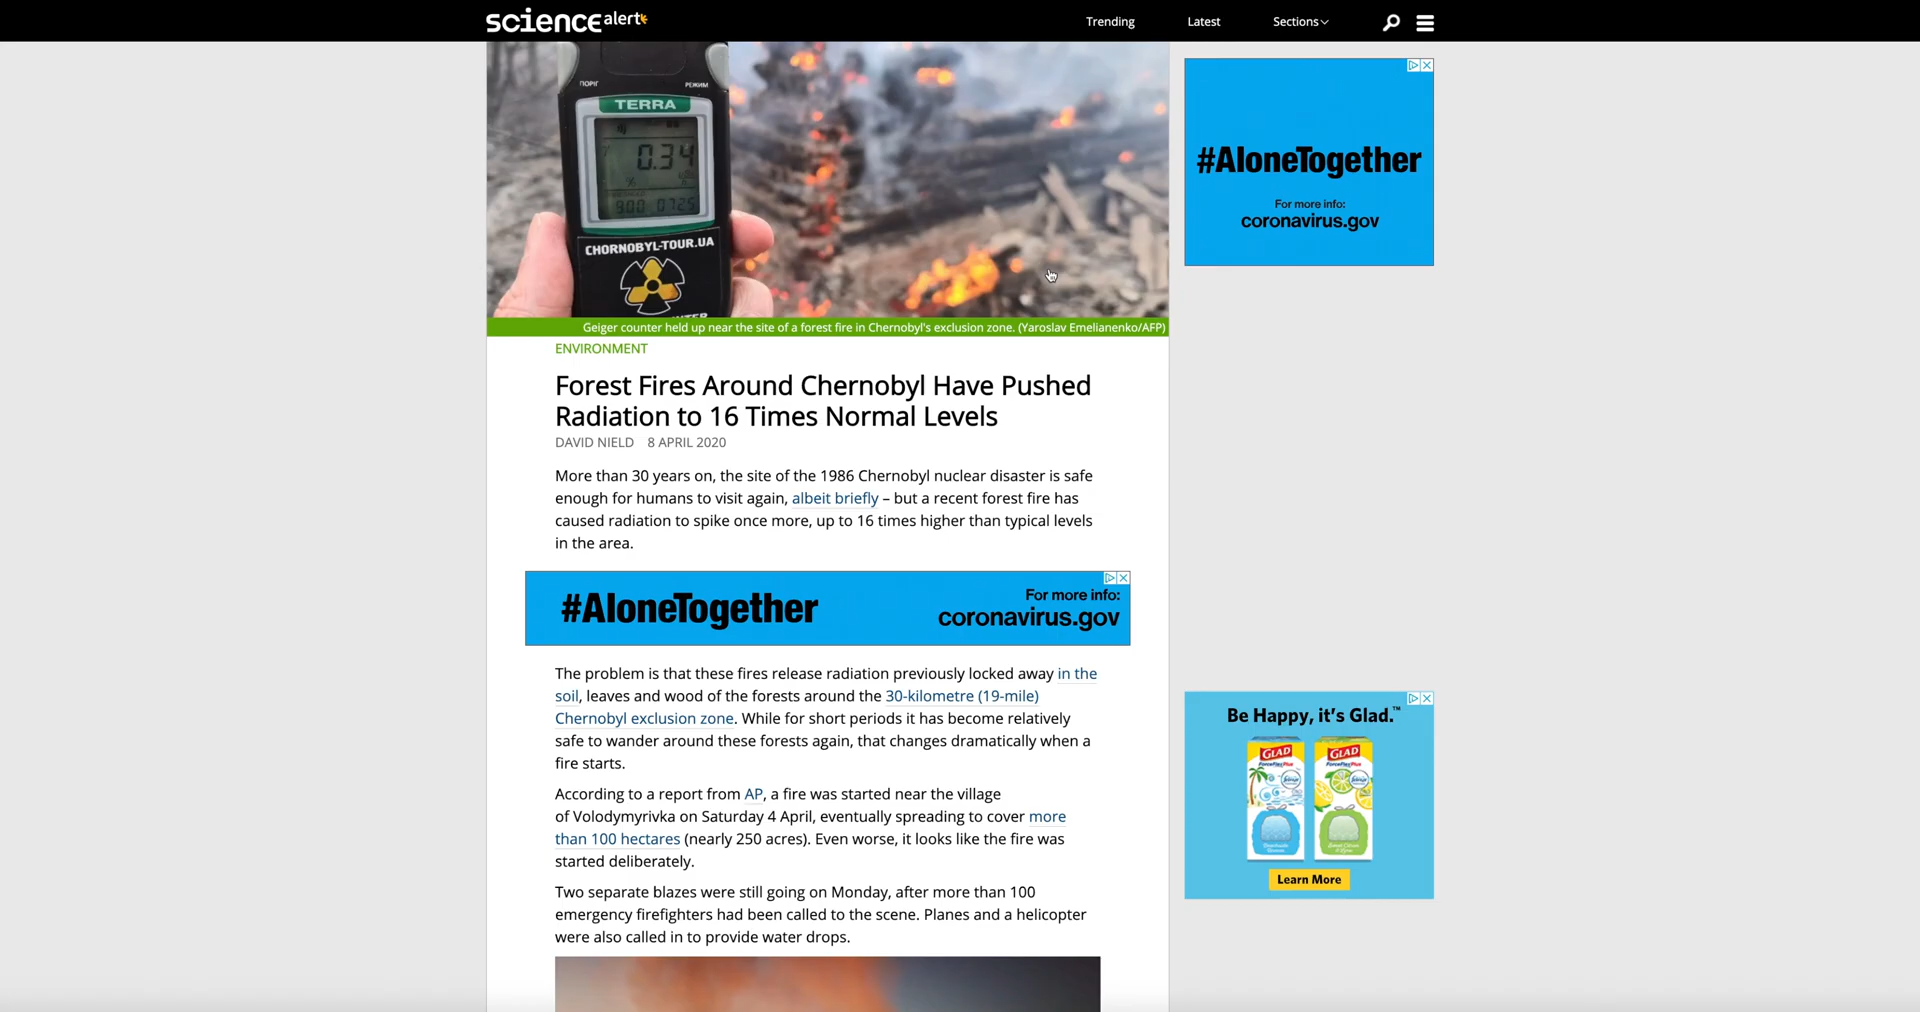 sciencealert
Trending
Latest
Sections
ПОРІГ
РЕЖИМ
TERRA
0.34
CHORNOBYL-TOUR.UA
Geiger counter held up near the site of a forest fire in Chernobyl's exclusion zone. (Yaroslav Emelianenko/AFP)
ENVIRONMENT
Forest Fires Around Chernobyl Have Pushed
Radiation to 16 Times Normal Levels
DAVID NIELD 8 APRIL 2020
More than 30 years on, the site of the 1986 Chernobyl nuclear disaster is safe
enough for humans to visit again, albeit briefly – but a recent forest fire has
caused radiation to spike once more, up to 16 times higher than typical levels
in the area.
#AloneTogether
For more info:
coronavirus.gov
The problem is that these fires release radiation previously locked away in the
soil, leaves and wood of the forests around the 30-kilometre (19-mile)
Chernobyl exclusion zone. While for short periods it has become relatively
safe to wander around these forests again, that changes dramatically when a
fire starts.
According to a report from AP, a fire was started near the village
of Volodymyrivka on Saturday 4 April, eventually spreading to cover more
than 100 hectares (nearly 250 acres). Even worse, it looks like the fire was
started deliberately.
Two separate blazes were still going on Monday, after more than 100
emergency firefighters had been called to the scene. Planes and a helicopter
were also called in to provide water drops.
#AloneTogether
For more info:
coronavirus.gov
Be Happy, it's Glad.™
GLAD
ForceFlexPlus
GLAD
ForceFlexPlus
Learn More